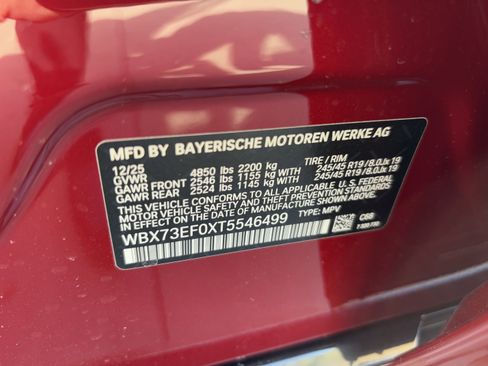 MFD BY BAYERISCHE MOTOREN WERKE AG
12/25
GVWR 4850 lbs 2200 kg TIRE / RIM
GAWR FRONT 2546 lbs 1155 kg 245/45 R19 / 8.0Jx 19
GAWR REAR 2524 lbs 1145 kg 245/45 R19 / 8.0Jx 19
THIS VEHICLE CONFORMS TO ALL APPLICABLE U.S. FEDERAL
MOTOR VEHICLE SAFETY AND THEFT PREVENTION STANDARDS
IN EFFECT ON THE DATE OF MANUFACTURE SHOWN ABOVE.
WBX73EF0XT5546499 TYPE: MPV C68